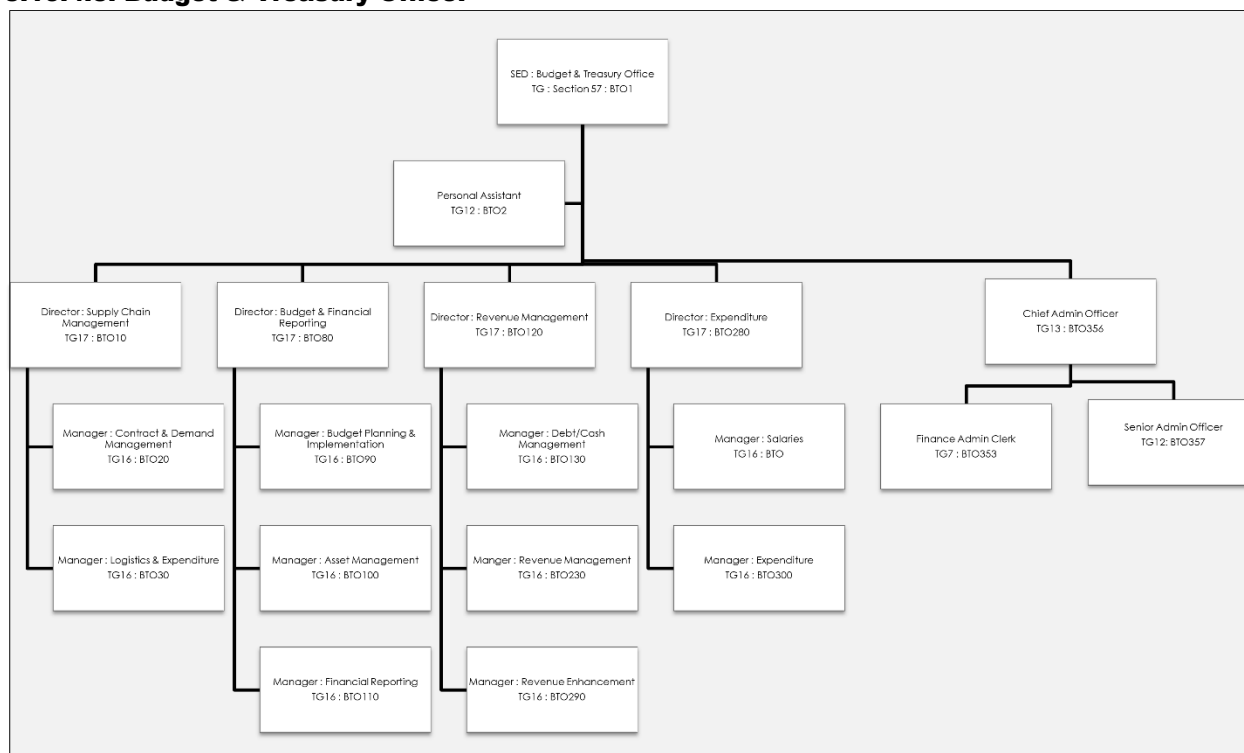 Budget & Treasury Officer
SED : Budget & Treasury Office
TG : Section 57 : BTO1
Personal Assistant
TG12 : BTO2
Director : Supply Chain
Management
TG17 : BTO10
Director : Budget & Financial
Reporting
TG17 : BTO80
Director : Revenue Management
TG17 : BTO120
Director : Expenditure
TG17 : BTO280
Chief Admin Officer
TG13 : BTO356
Manager : Contract & Demand
Management
TG16 : BTO20
Manager : Budget Planning &
Implementation
TG16 : BTO90
Manager : Debt/Cash
Management
TG16 : BTO130
Manager : Salaries
TG16 : BTO
Finance Admin Clerk
TG7 : BTO353
Senior Admin Officer
TG12: BTO357
Manager : Logistics & Expenditure
TG16 : BTO30
Manager : Asset Management
TG16 : BTO100
Manger : Revenue Management
TG16 : BTO230
Manager : Expenditure
TG16 : BTO300
Manager : Financial Reporting
TG16 : BTO110
Manager : Revenue Enhancement
TG16 : BTO290